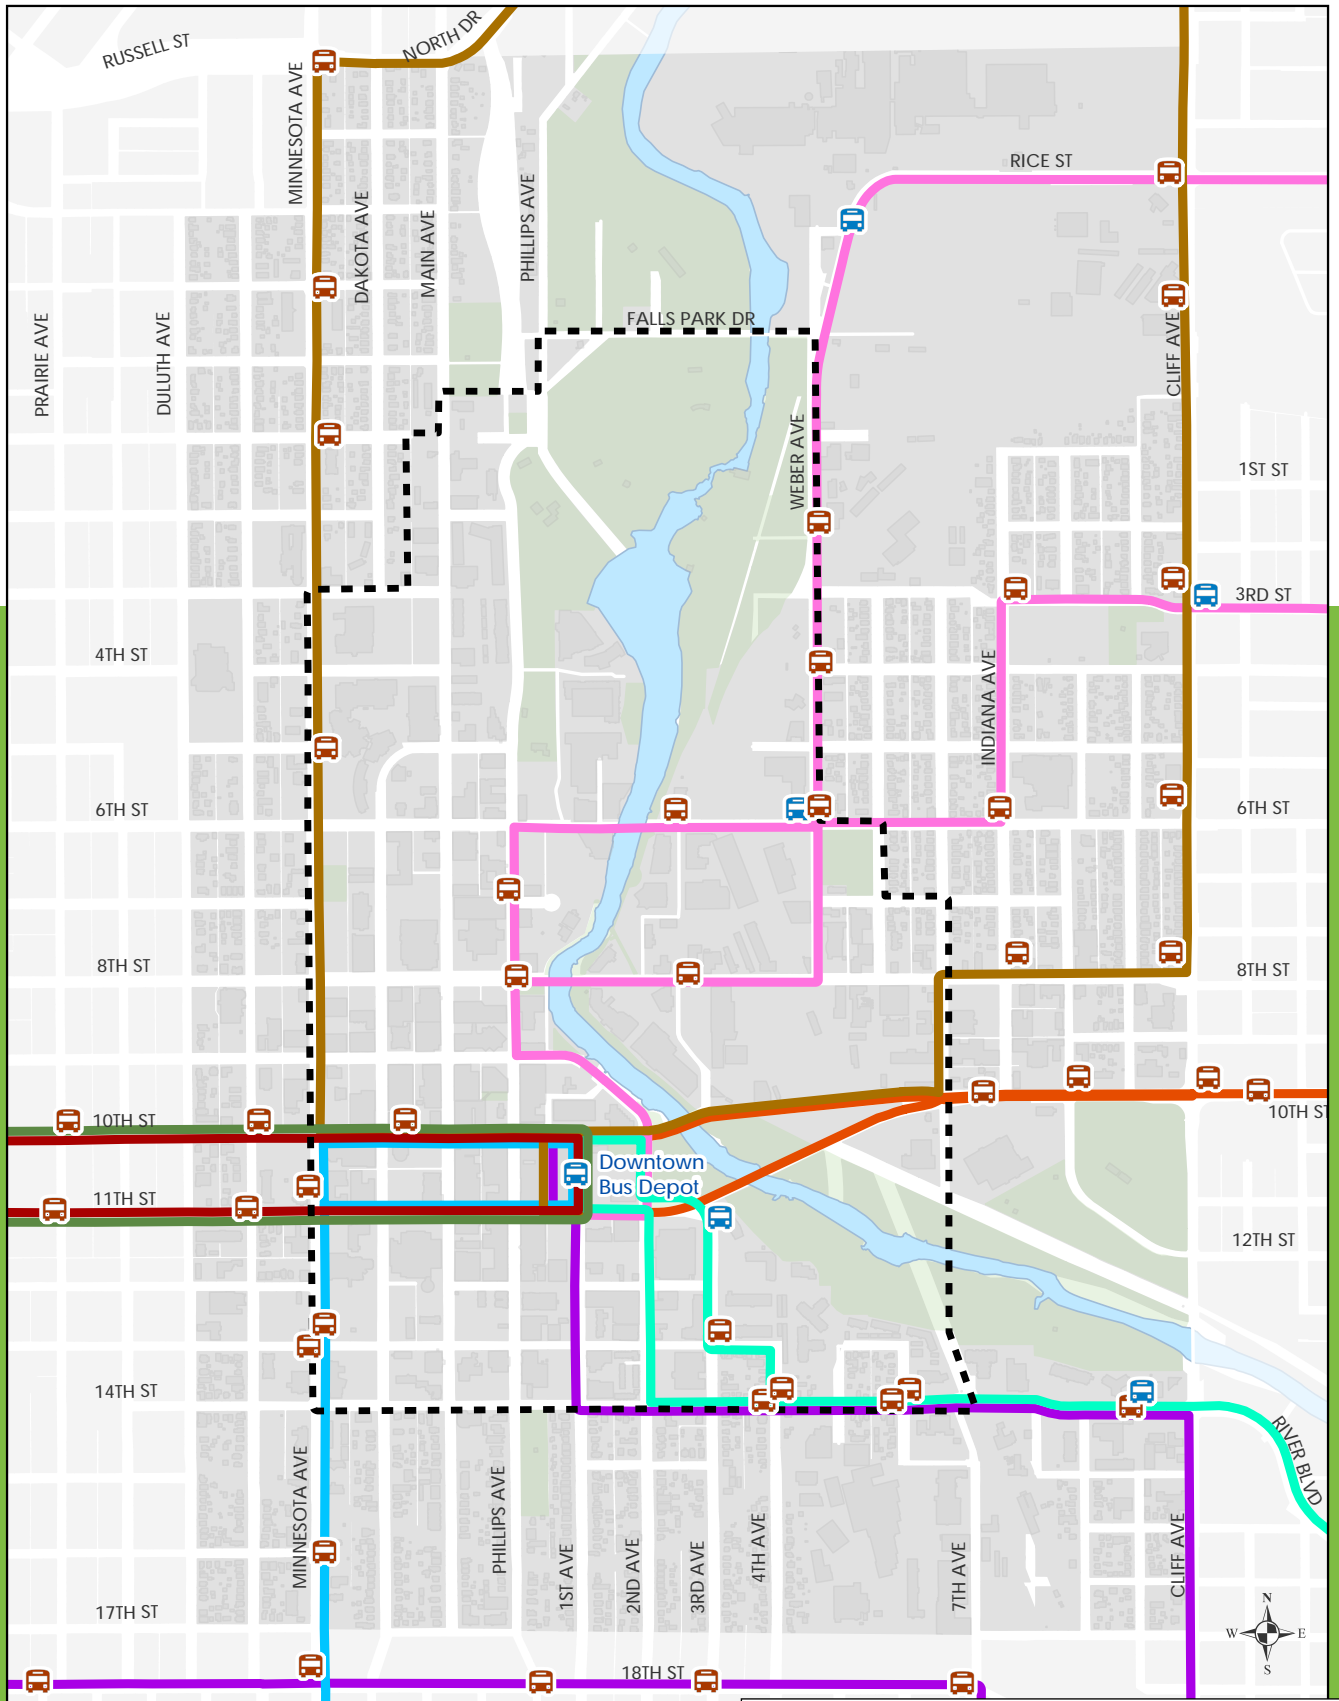 RUSSELL ST
NORTH DR
MINNESOTA AVE
DAKOTA AVE
MAIN AVE
PHILLIPS AVE
RICE ST
PRAIRIE AVE
DULUTH AVE
FALLS PARK DR
CLIFF AVE
WEBER AVE
1ST ST
3RD ST
4TH ST
INDIANA AVE
6TH ST
6TH ST
8TH ST
8TH ST
10TH ST
10TH ST
Downtown
Bus Depot
11TH ST
12TH ST
14TH ST
RIVER BLVD
MINNESOTA AVE
PHILLIPS AVE
1ST AVE
2ND AVE
3RD AVE
4TH AVE
7TH AVE
CLIFF AVE
17TH ST
18TH ST
N
W
E
S